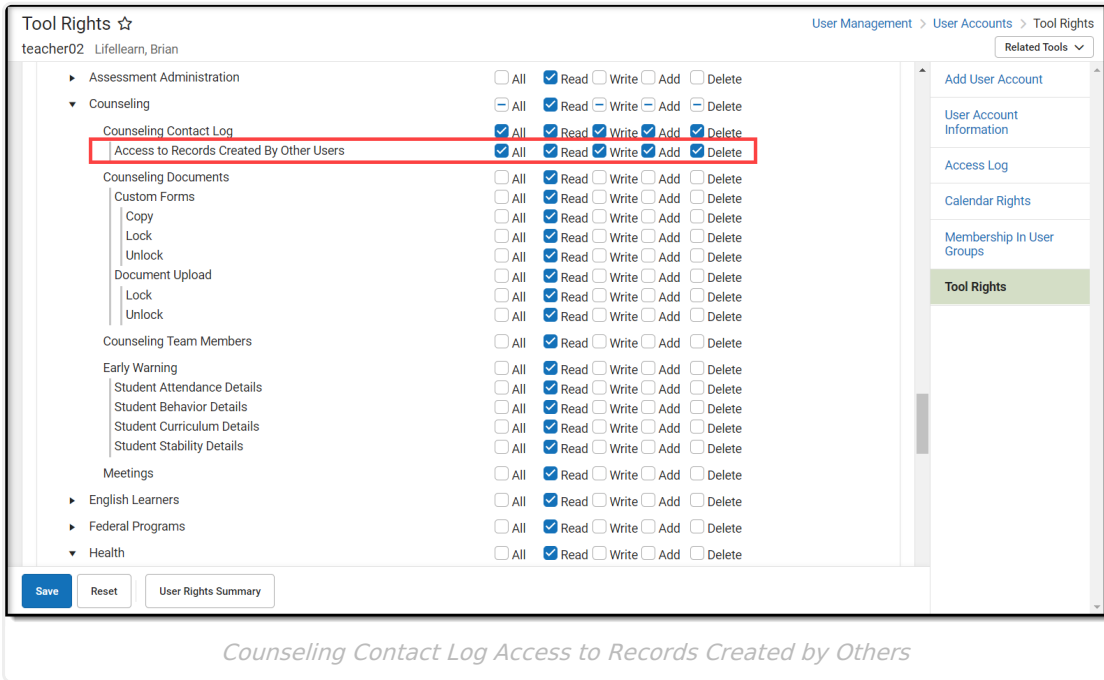 Tool Rights
User Management > User Accounts > Tool Rights
teacher02 Lifellearn, Brian
Related Tools
Assessment Administration All Read Write Add Delete
Counseling All Read Write Add Delete
Counseling Contact Log All Read Write Add Delete
Access to Records Created By Other Users All Read Write Add Delete
Counseling Documents All Read Write Add Delete
Custom Forms All Read Write Add Delete
Copy All Read Write Add Delete
Lock All Read Write Add Delete
Unlock All Read Write Add Delete
Document Upload All Read Write Add Delete
Lock All Read Write Add Delete
Unlock All Read Write Add Delete
Counseling Team Members All Read Write Add Delete
Early Warning All Read Write Add Delete
Student Attendance Details All Read Write Add Delete
Student Behavior Details All Read Write Add Delete
Student Curriculum Details All Read Write Add Delete
Student Stability Details All Read Write Add Delete
Meetings All Read Write Add Delete
English Learners All Read Write Add Delete
Federal Programs All Read Write Add Delete
Health All Read Write Add Delete
Add User Account
User Account
Information
Access Log
Calendar Rights
Membership In User
Groups
Tool Rights
Save Reset User Rights Summary
Counseling Contact Log Access to Records Created by Others